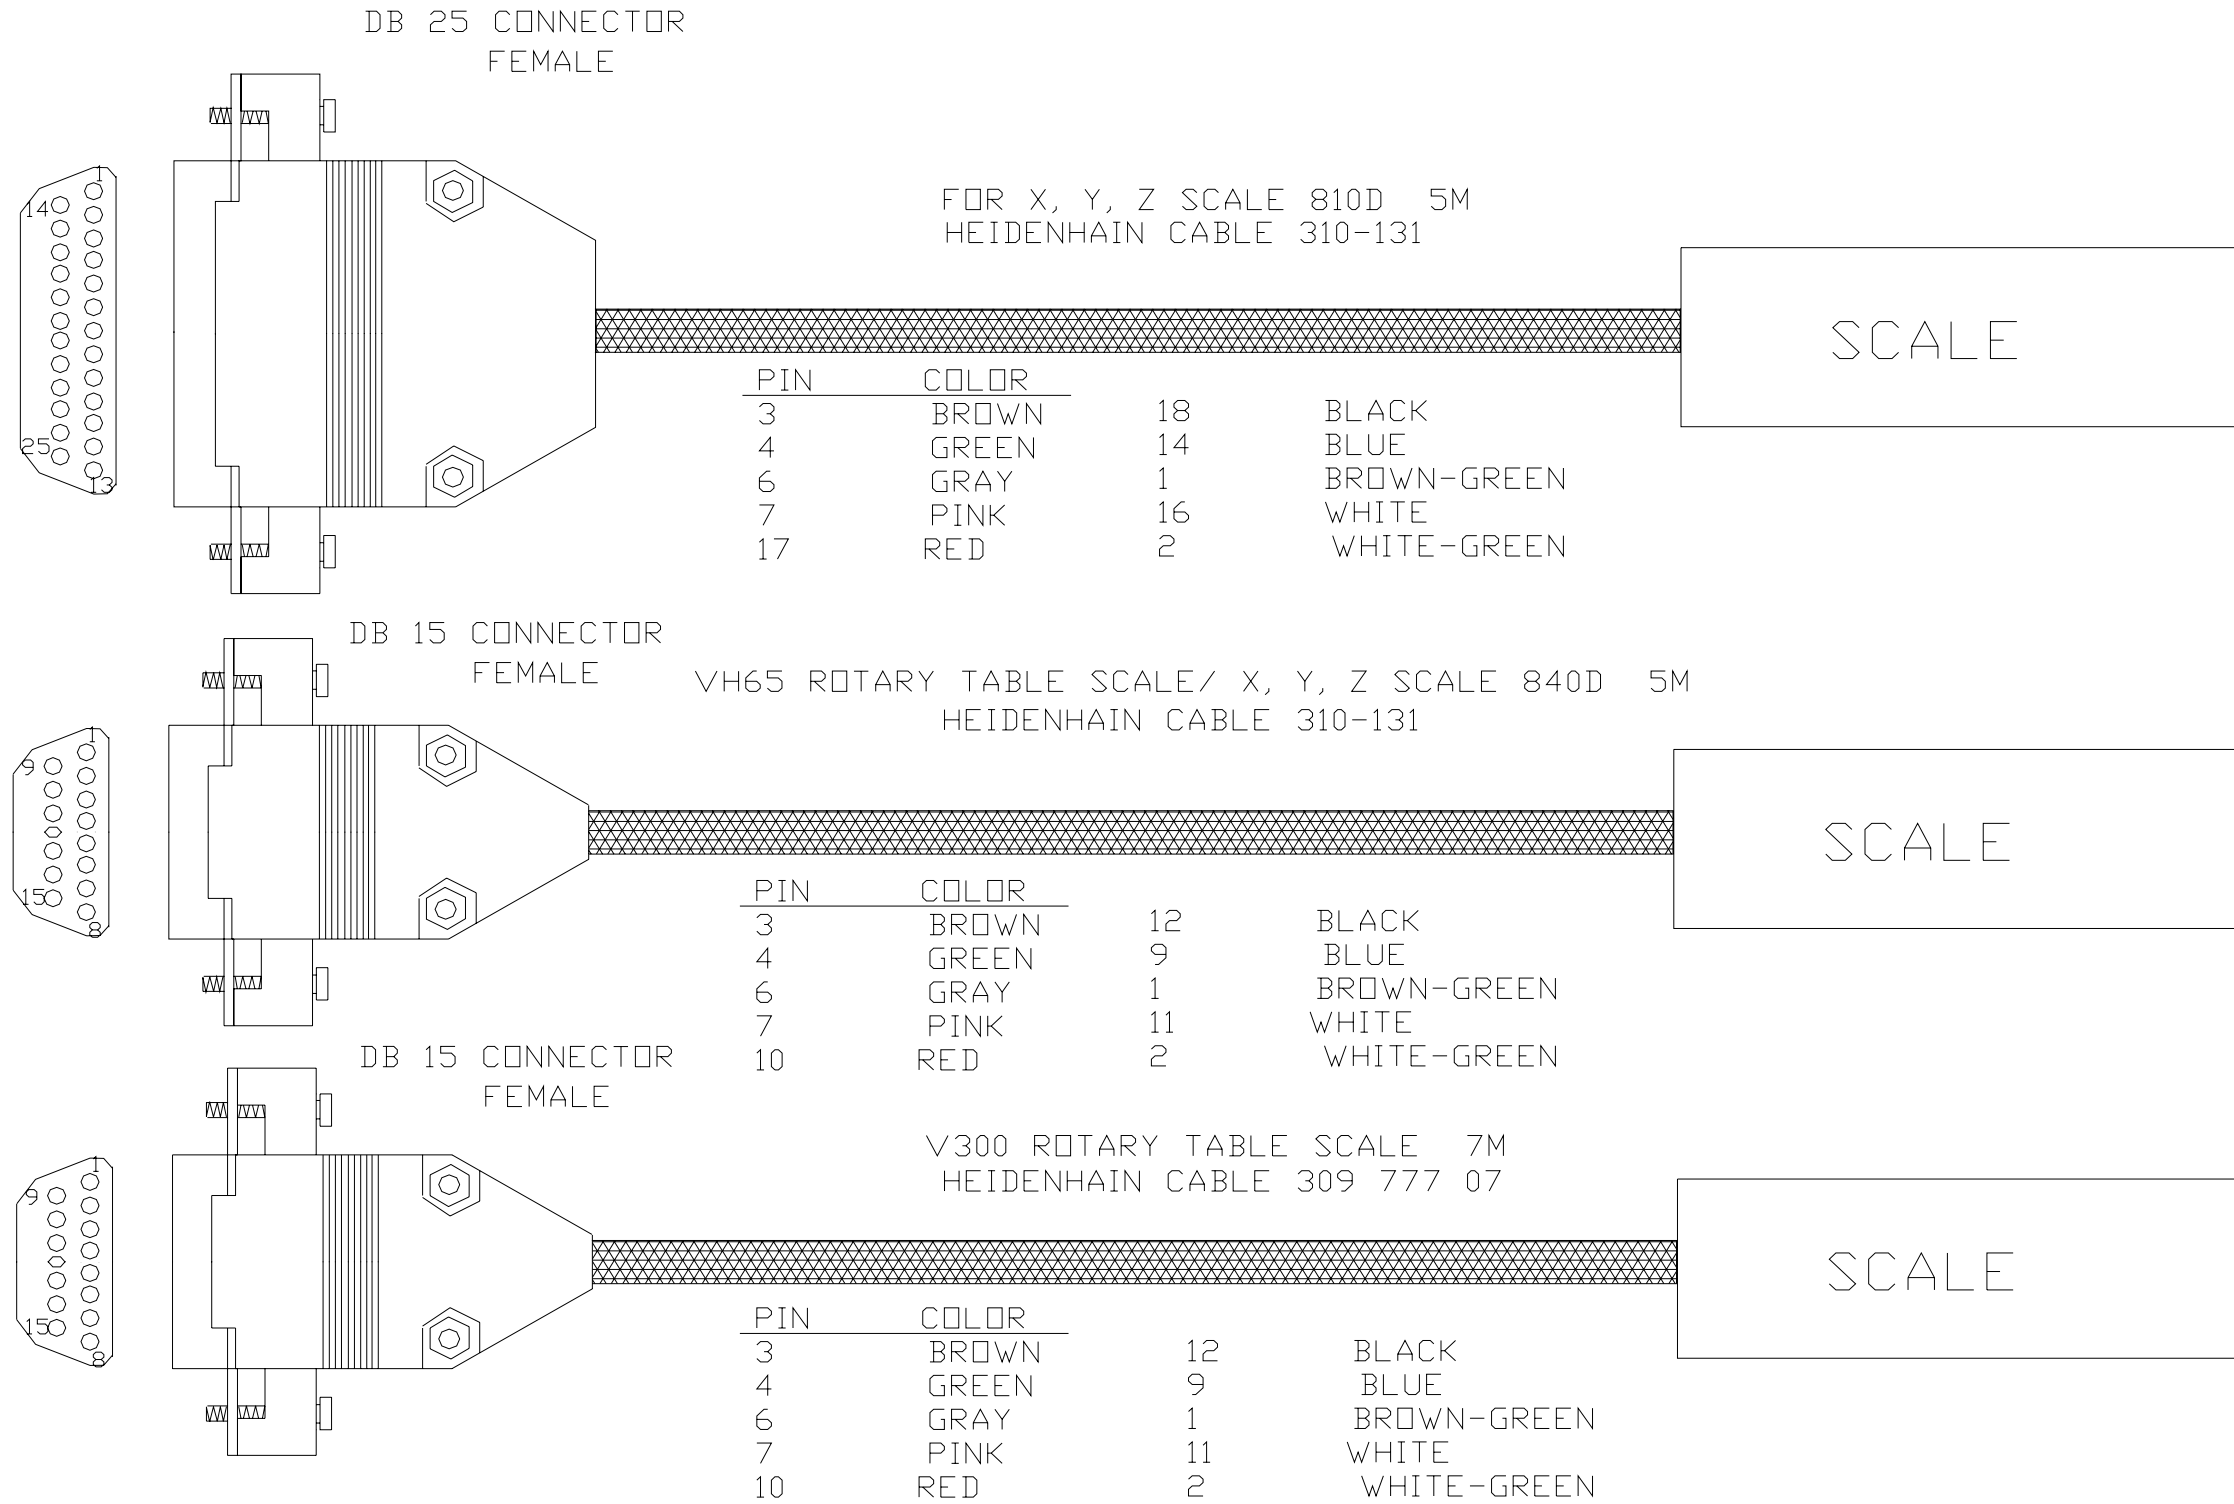 DB 25 CONNECTOR
FEMALE
1
14
25
13
FOR X, Y, Z SCALE 810D 5M
HEIDENHAIN CABLE 310-131
SCALE
PIN COLOR
3 BROWN 18 BLACK
4 GREEN 14 BLUE
6 GRAY 1 BROWN-GREEN
7 PINK 16 WHITE
17 RED 2 WHITE-GREEN
DB 15 CONNECTOR
FEMALE
1
9
15
8
VH65 ROTARY TABLE SCALE/ X, Y, Z SCALE 840D 5M
HEIDENHAIN CABLE 310-131
SCALE
PIN COLOR
3 BROWN 12 BLACK
4 GREEN 9 BLUE
6 GRAY 1 BROWN-GREEN
7 PINK 11 WHITE
10 RED 2 WHITE-GREEN
DB 15 CONNECTOR
FEMALE
1
9
15
8
V300 ROTARY TABLE SCALE 7M
HEIDENHAIN CABLE 309 777 07
SCALE
PIN COLOR
3 BROWN 12 BLACK
4 GREEN 9 BLUE
6 GRAY 1 BROWN-GREEN
7 PINK 11 WHITE
10 RED 2 WHITE-GREEN